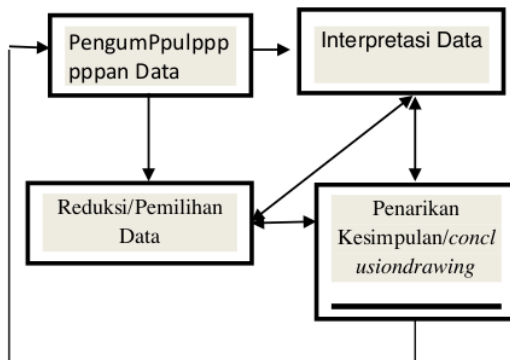 PengumPpulppp
pppan Data
Interpretasi Data
Reduksi/Pemilihan
Data
Penarikan
Kesimpulan/concl
usiondrawing